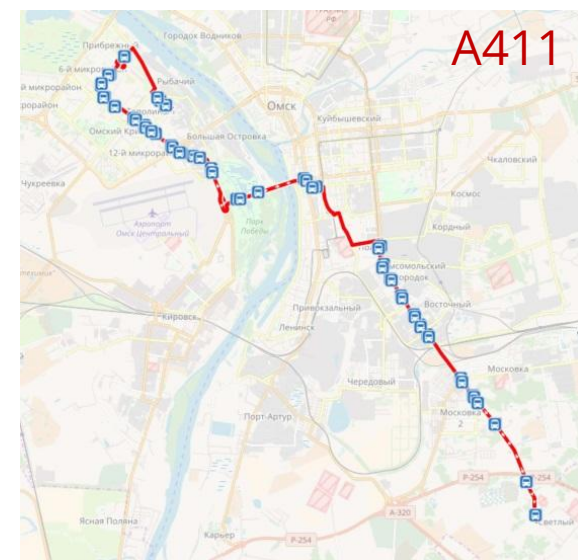 A411
Городок Водников
Прибрежный
6-й микрорайон
Рыбачий
й микрорайон
Омск
Куйбышевский
Большая Островка
12-й микрорайон
Чкаловский
Чукреевка
Космос
Аэропорт
Омск Центральный
Парк
Победы
Кордный
Комсомольский
городок
Кировск
Привокзальный
Восточный
Ленинск
Чередовый
Московка
Порт-Артур
Московка
2
Р-254
Р-254
А-320
Светлый
Ясная Поляна
Карьер
Р-254